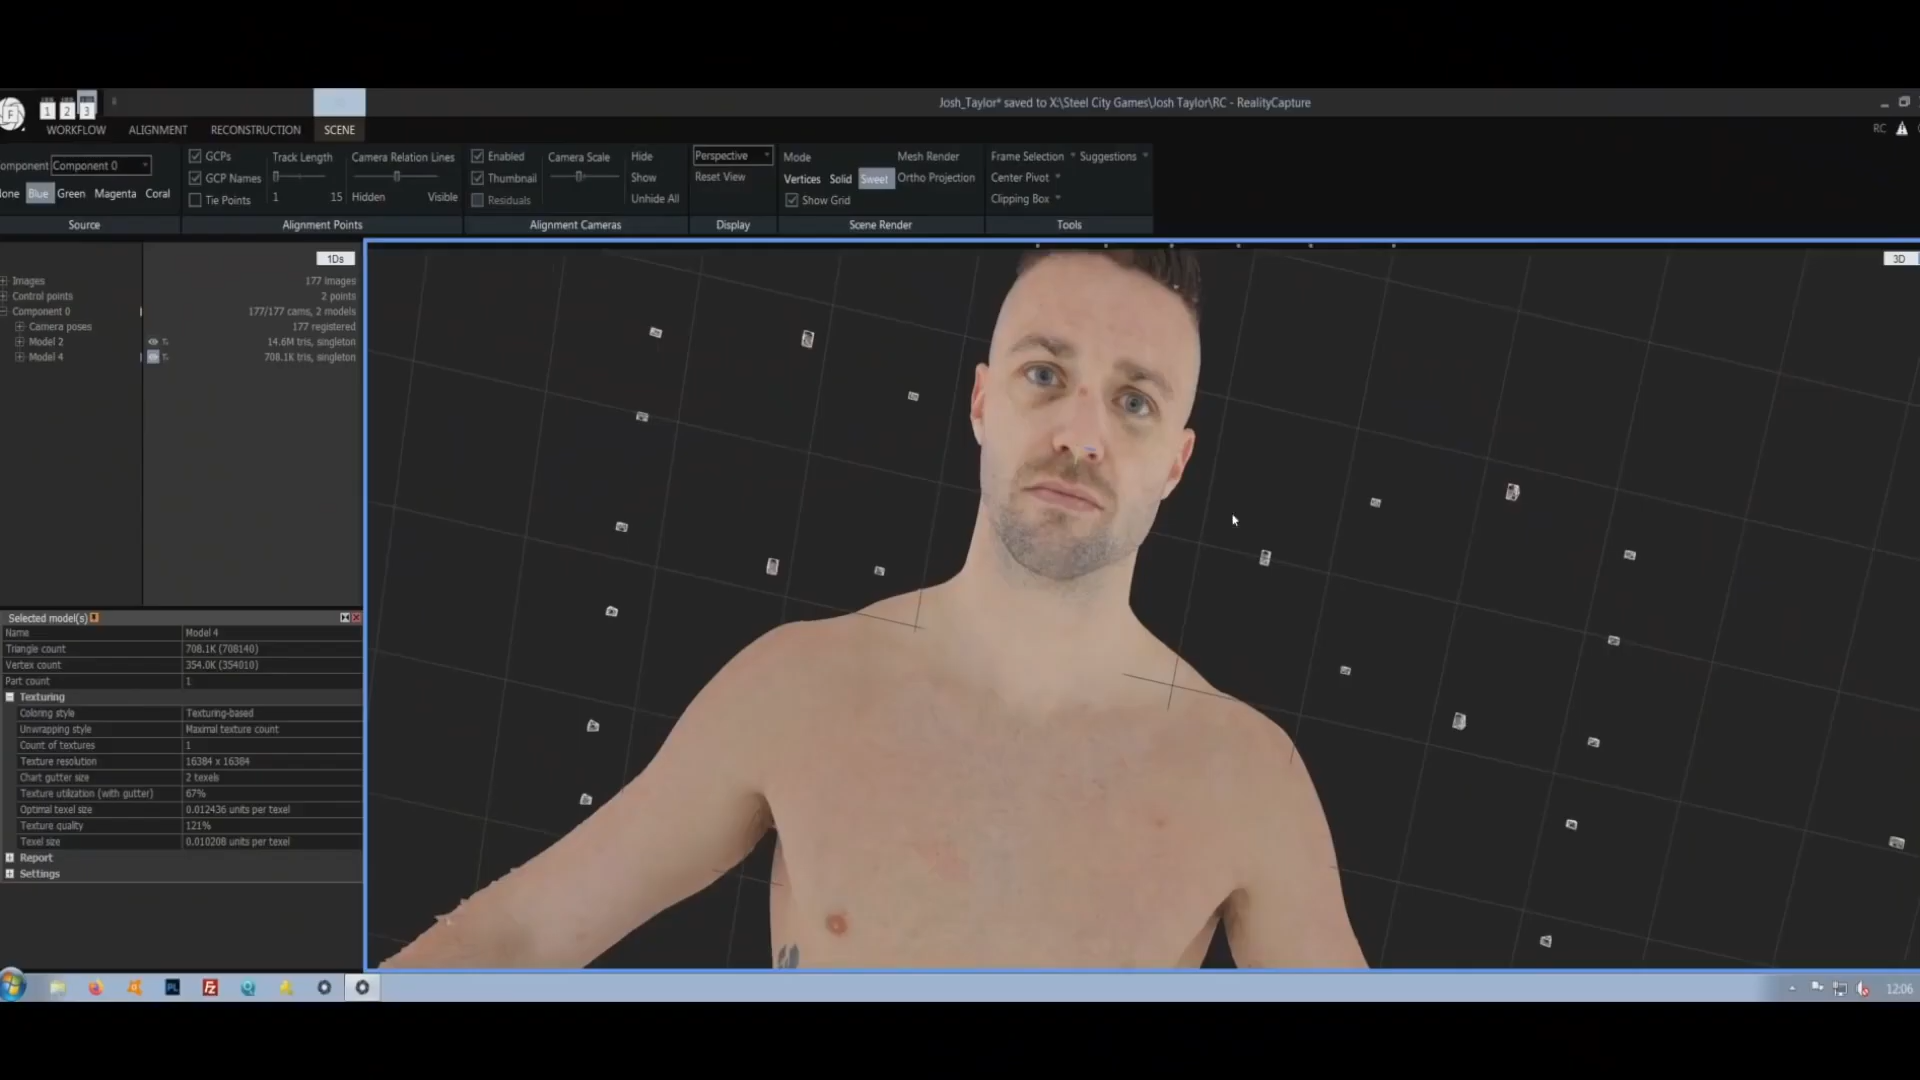 Josh_Taylor* saved to X:\Steel City Games\Josh Taylor\RC - RealityCapture
1 2 3
WORKFLOW ALIGNMENT RECONSTRUCTION SCENE
RC
omponent Component 0
GCPs Track Length Camera Relation Lines
Enabled Camera Scale Hide
Perspective
Mode Mesh Render
Frame Selection Suggestions
GCP Names
Thumbnail Show
Reset View
Vertices Solid Sweet Ortho Projection
Center Pivot
one Blue Green Magenta Coral
Tie Points 1 15 Hidden Visible
Residuals Unhide All
Show Grid
Clipping Box
Source Alignment Points Alignment Cameras Display Scene Render Tools
1Ds
3D
Images 177 images
Control points 2 points
Component 0 177/177 cams, 2 models
Camera poses 177 registered
Model 2 14.6M tris, singleton
Model 4 708.1K tris, singleton
Selected model(s)
Name Model 4
Triangle count 708.1K (708140)
Vertex count 354.0K (354010)
Part count 1
Texturing
Coloring style Texturing-based
Unwrapping style Maximal texture count
Count of textures 1
Texture resolution 16384 x 16384
Chart gutter size 2 texels
Texture utilization (with gutter) 67%
Optimal texel size 0.012436 units per texel
Texture quality 121%
Texel size 0.010208 units per texel
Report
Settings
PL FZ
12:06